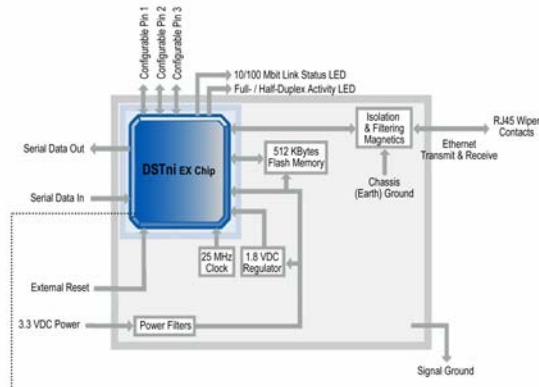 Configurable Pin 1
Configurable Pin 2
Configurable Pin 3
10/100 Mbit Link Status LED
Full- / Half-Duplex Activity LED
Serial Data Out
DSTni EX Chip
512 KBytes
Flash Memory
Isolation
& Filtering
Magnetics
RJ45 Wiper
Contacts
Ethernet
Transmit & Receive
Serial Data In
Chassis
(Earth) Ground
25 MHz
Clock
1.8 VDC
Regulator
External Reset
3.3 VDC Power
Power Filters
Signal Ground